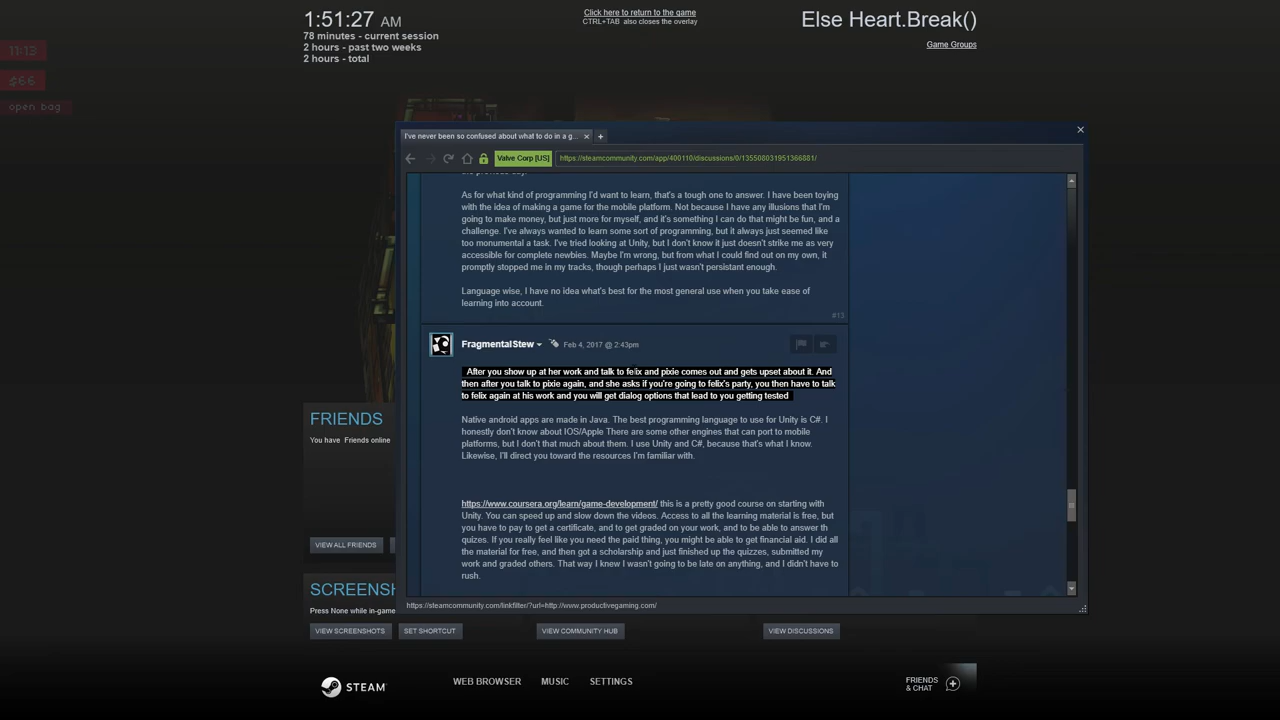 1:51:27 AM
78 minutes - current session
2 hours - past two weeks
2 hours - total
Click here to return to the game
CTRL+TAB also closes the overlay
Else Heart.Break()
Game Groups
11:13
$66
open bag
I've never been so confused about what to do in a g...
Valve Corp [US]
https://steamcommunity.com/app/400110/discussions/0/135508031951366881/
the previous day.
As for what kind of programming I'd want to learn, that's a tough one to answer. I have been toying
with the idea of making a game for the mobile platform. Not because I have any illusions that I'm
going to make money, but just more for myself, and it's something I can do that might be fun, and a
challenge. I've always wanted to learn some sort of programming, but it always just seemed like
too monumental a task. I've tried looking at Unity, but I don't know it just doesn't strike me as very
accessible for complete newbies. Maybe I'm wrong, but from what I could find out on my own, it
promptly stopped me in my tracks, though perhaps I just wasn't persistant enough.
Language wise, I have no idea what's best for the most general use when you take ease of
learning into account.
#13
FragmentalStew
Feb 4, 2017 @ 2:43pm
After you show up at her work and talk to felix and pixie comes out and gets upset about it. And
then after you talk to pixie again, and she asks if you're going to felix's party, you then have to talk
to felix again at his work and you will get dialog options that lead to you getting tested
Native android apps are made in Java. The best programming language to use for Unity is C#. I
honestly don't know about IOS/Apple There are some other engines that can port to mobile
platforms, but I don't that much about them. I use Unity and C#, because that's what I know.
Likewise, I'll direct you toward the resources I'm familiar with.
https://www.coursera.org/learn/game-development/ this is a pretty good course on starting with
Unity. You can speed up and slow down the videos. Access to all the learning material is free, but
you have to pay to get a certificate, and to get graded on your work, and to be able to answer th
quizes. If you really feel like you need the paid thing, you might be able to get financial aid. I did all
the material for free, and then got a scholarship and just finished up the quizzes, submitted my
work and graded others. That way I knew I wasn't going to be late on anything, and I didn't have to
rush.
https://steamcommunity.com/linkfilter/?url=http://www.productivegaming.com/
FRIENDS
You have Friends online
VIEW ALL FRIENDS
SCREENSH
Press None while in-game
VIEW SCREENSHOTS
SET SHORTCUT
VIEW COMMUNITY HUB
VIEW DISCUSSIONS
STEAM
WEB BROWSER
MUSIC
SETTINGS
FRIENDS
& CHAT